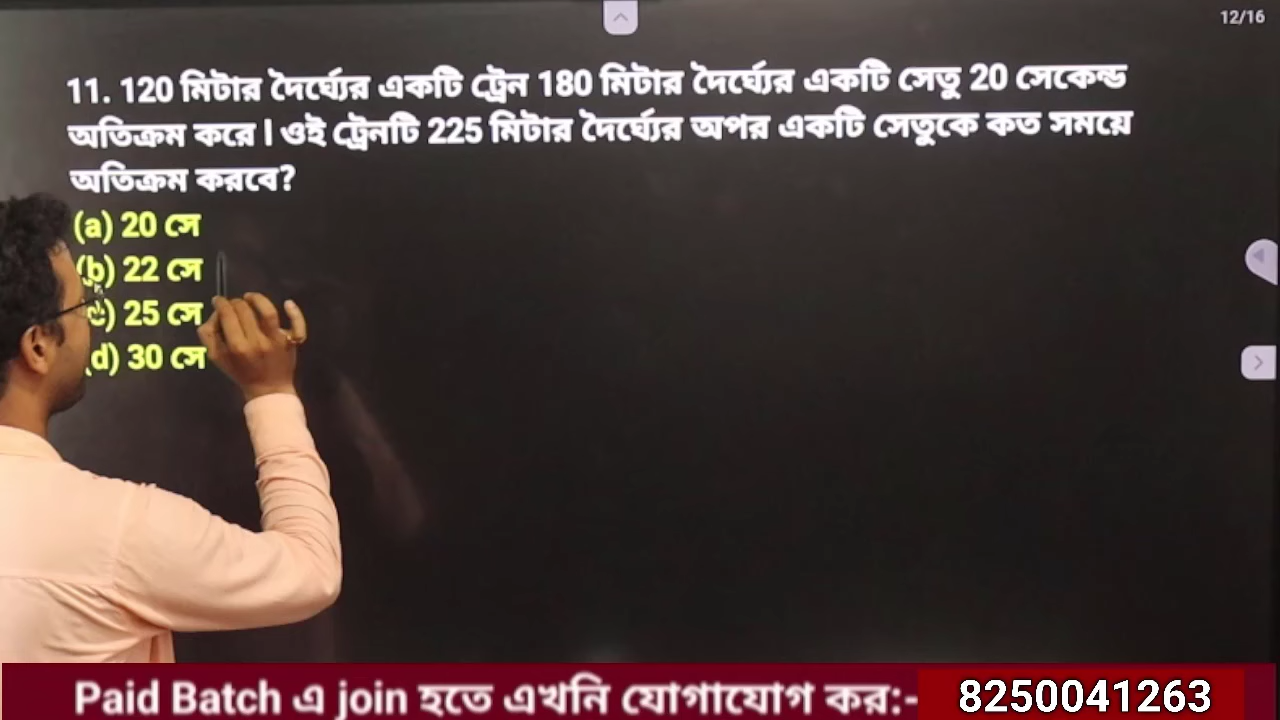 12/16
11. 120 মিটার দৈর্ঘ্যের একটি ট্রেন 180 মিটার দৈর্ঘ্যের একটি সেতু 20 সেকেন্ড
অতিক্রম করে। ওই ট্রেনটি 225 মিটার দৈর্ঘ্যের অপর একটি সেতুকে কত সময়ে
অতিক্রম করবে?
(a) 20 সে
(b) 22 সে
c) 25 সে
(d) 30 সে
Paid Batch এ join হতে এখনি যোগাযোগ কর:- 8250041263